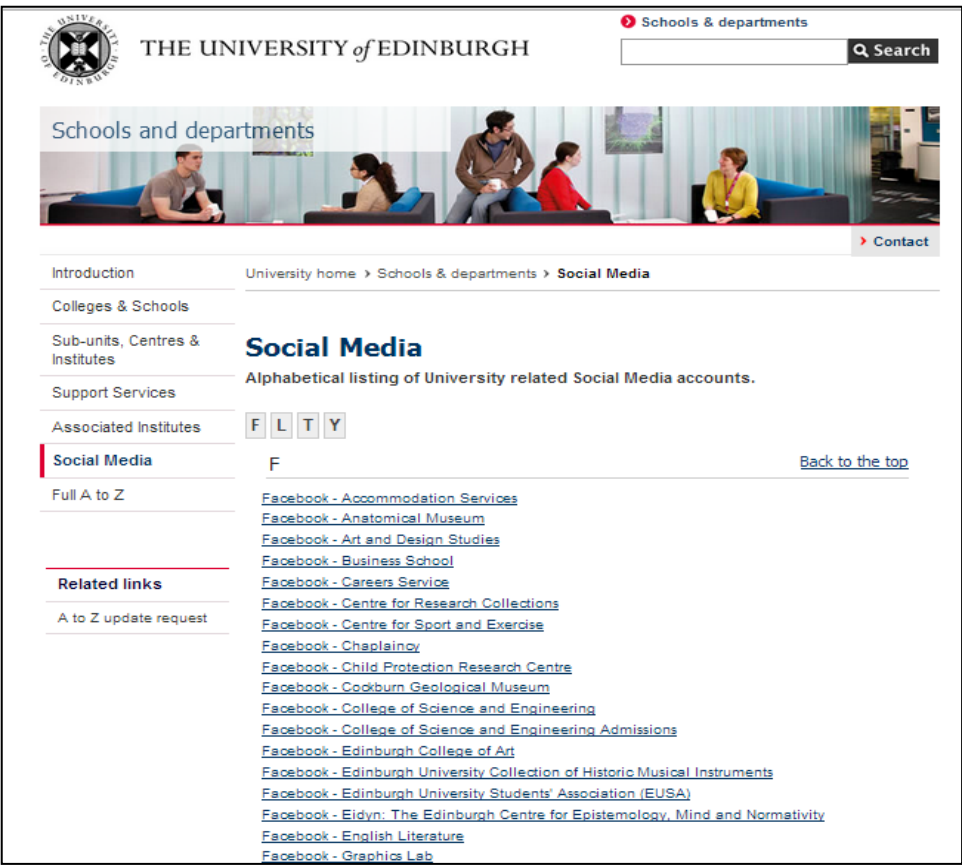 THE UNIVERSITY of EDINBURGH
THE UNIVERSITY OF EDINBURGH
Schools & departments
Search
Schools and departments
Contact
Introduction
Colleges & Schools
Sub-units, Centres &
Institutes
Support Services
Associated Institutes
Social Media
Full A to Z
Related links
A to Z update request
University home › Schools & departments › Social Media
Social Media
Alphabetical listing of University related Social Media accounts.
F L T Y
F
Back to the top
Facebook - Accommodation Services
Facebook - Anatomical Museum
Facebook - Art and Design Studies
Facebook - Business School
Facebook - Careers Service
Facebook - Centre for Research Collections
Facebook - Centre for Sport and Exercise
Facebook - Chaplaincy
Facebook - Child Protection Research Centre
Facebook - Cockburn Geological Museum
Facebook - College of Science and Engineering
Facebook - College of Science and Engineering Admissions
Facebook - Edinburgh College of Art
Facebook - Edinburgh University Collection of Historic Musical Instruments
Facebook - Edinburgh University Students' Association (EUSA)
Facebook - Eidyn: The Edinburgh Centre for Epistemology, Mind and Normativity
Facebook - English Literature
Facebook - Graphics Lab